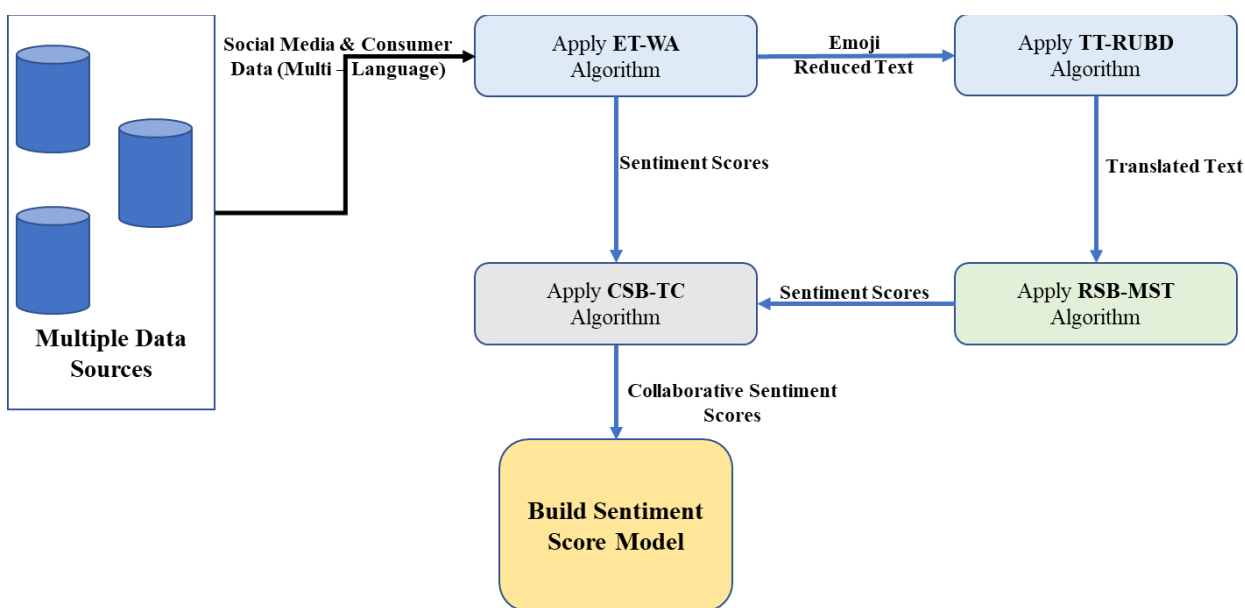 Social Media & Consumer
Data (Multi – Language)
Apply ET-WA
Algorithm
Emoji
Reduced Text
Apply TT-RUBD
Algorithm
Sentiment Scores
Translated Text
Multiple Data
Sources
Apply CSB-TC
Algorithm
Sentiment Scores
Apply RSB-MST
Algorithm
Collaborative Sentiment
Scores
Build Sentiment
Score Model